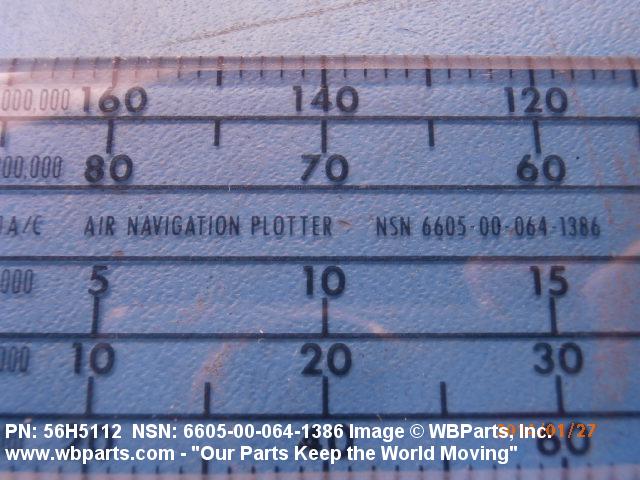 000,000 160 140 120
000,000 80 70 60
A/C AIR NAVIGATION PLOTTER NSN 6605-00-064-1386
000 5 10 15
000 10 20 30
PN: 56H5112 NSN: 6605-00-064-1386 Image © WBParts, Inc.
www.wbparts.com - "Our Parts Keep the World Moving"
60